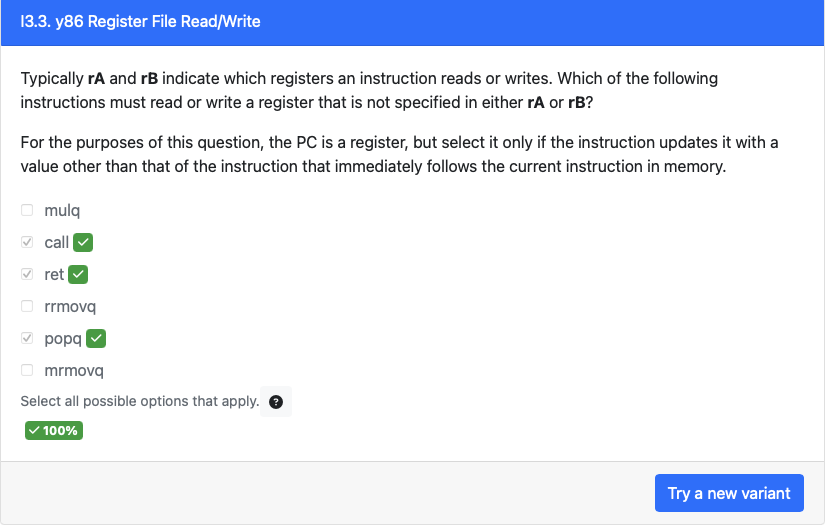 I3.3. y86 Register File Read/Write
Typically rA and rB indicate which registers an instruction reads or writes. Which of the following
instructions must read or write a register that is not specified in either rA or rB?
For the purposes of this question, the PC is a register, but select it only if the instruction updates it with a
value other than that of the instruction that immediately follows the current instruction in memory.
mulq
call
ret
rrmovq
popq
mrmovq
Select all possible options that apply. ?
100%
Try a new variant